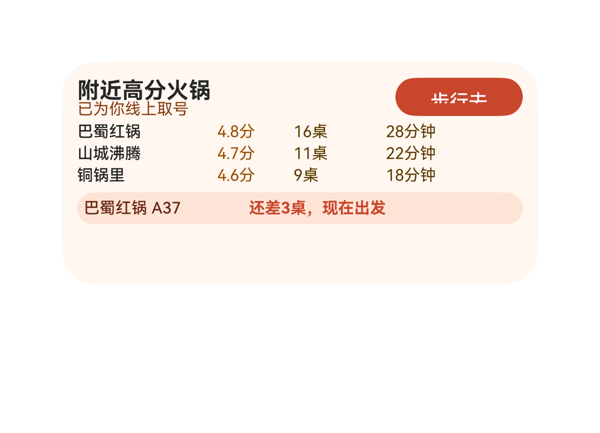 附近高分火锅
已为你线上取号
巴蜀红锅 4.8分 16桌 28分钟
山城沸腾 4.7分 11桌 22分钟
铜锅里 4.6分 9桌 18分钟
巴蜀红锅 A37 还差3桌，现在出发